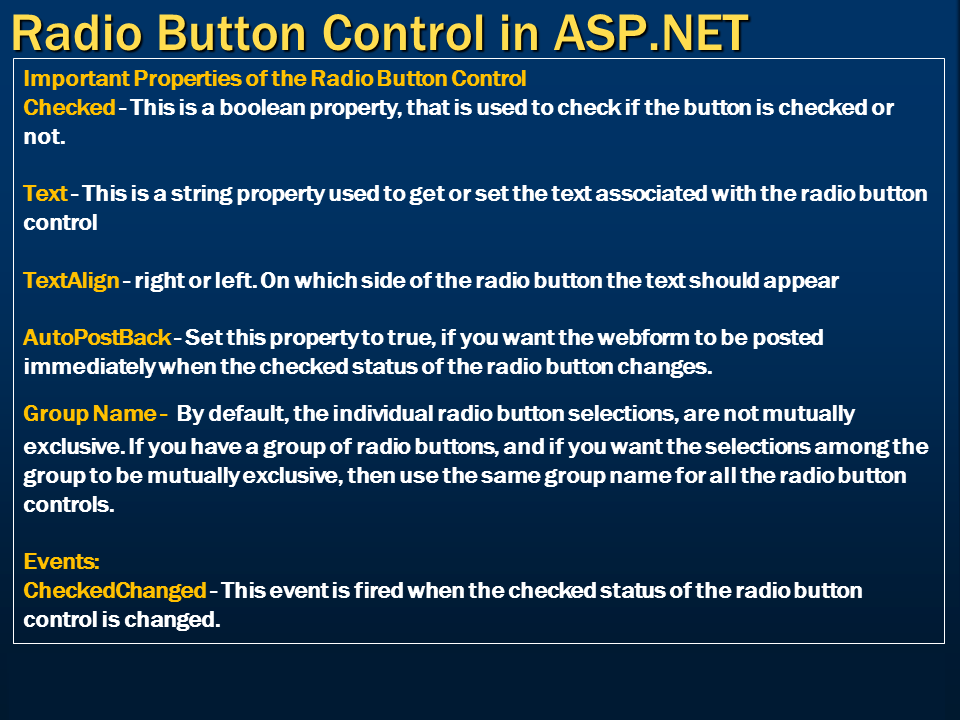 Radio Button Control in ASP.NET
Important Properties of the Radio Button Control
Checked - This is a boolean property, that is used to check if the button is checked or
not.
Text - This is a string property used to get or set the text associated with the radio button
control
TextAlign - right or left. On which side of the radio button the text should appear
AutoPostBack - Set this property to true, if you want the webform to be posted
immediately when the checked status of the radio button changes.
Group Name - By default, the individual radio button selections, are not mutually
exclusive. If you have a group of radio buttons, and if you want the selections among the
group to be mutually exclusive, then use the same group name for all the radio button
controls.
Events:
CheckedChanged - This event is fired when the checked status of the radio button
control is changed.